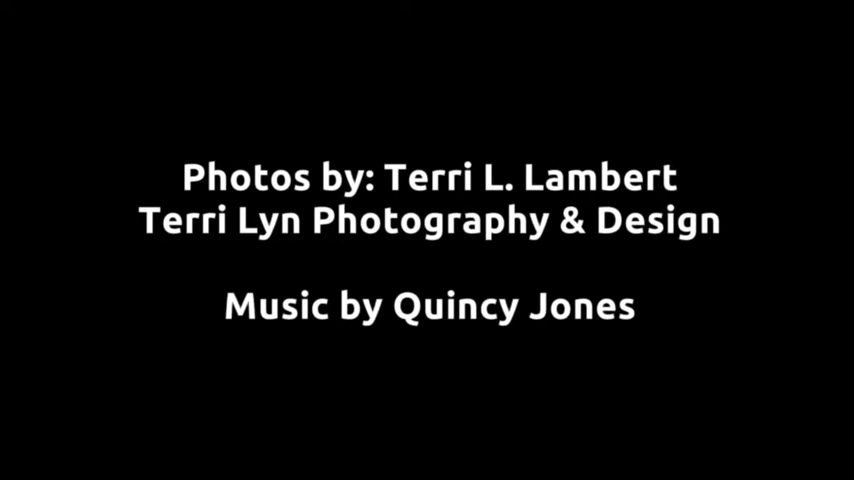 Photos by: Terri L. Lambert
Terri Lyn Photography & Design
Music by Quincy Jones